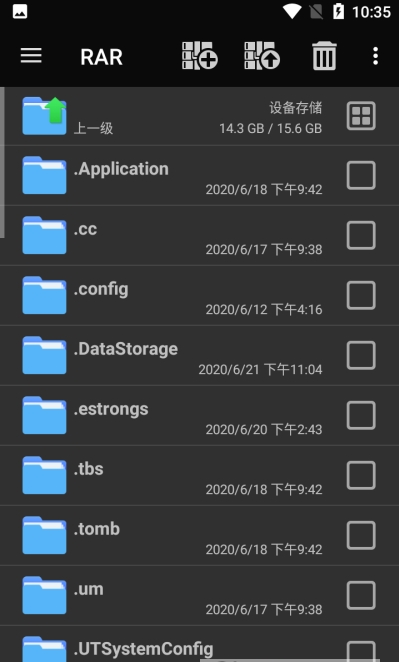 10:35
RAR
设备存储
上一级
14.3 GB / 15.6 GB
.Application
2020/6/18 下午9:42
.cc
2020/6/17 下午9:38
.config
2020/6/12 下午4:16
.DataStorage
2020/6/21 下午11:04
.estrongs
2020/6/20 下午2:43
.tbs
2020/6/18 下午9:42
.tomb
2020/6/18 下午9:42
.um
2020/6/17 下午9:38
.UTSystemConfig